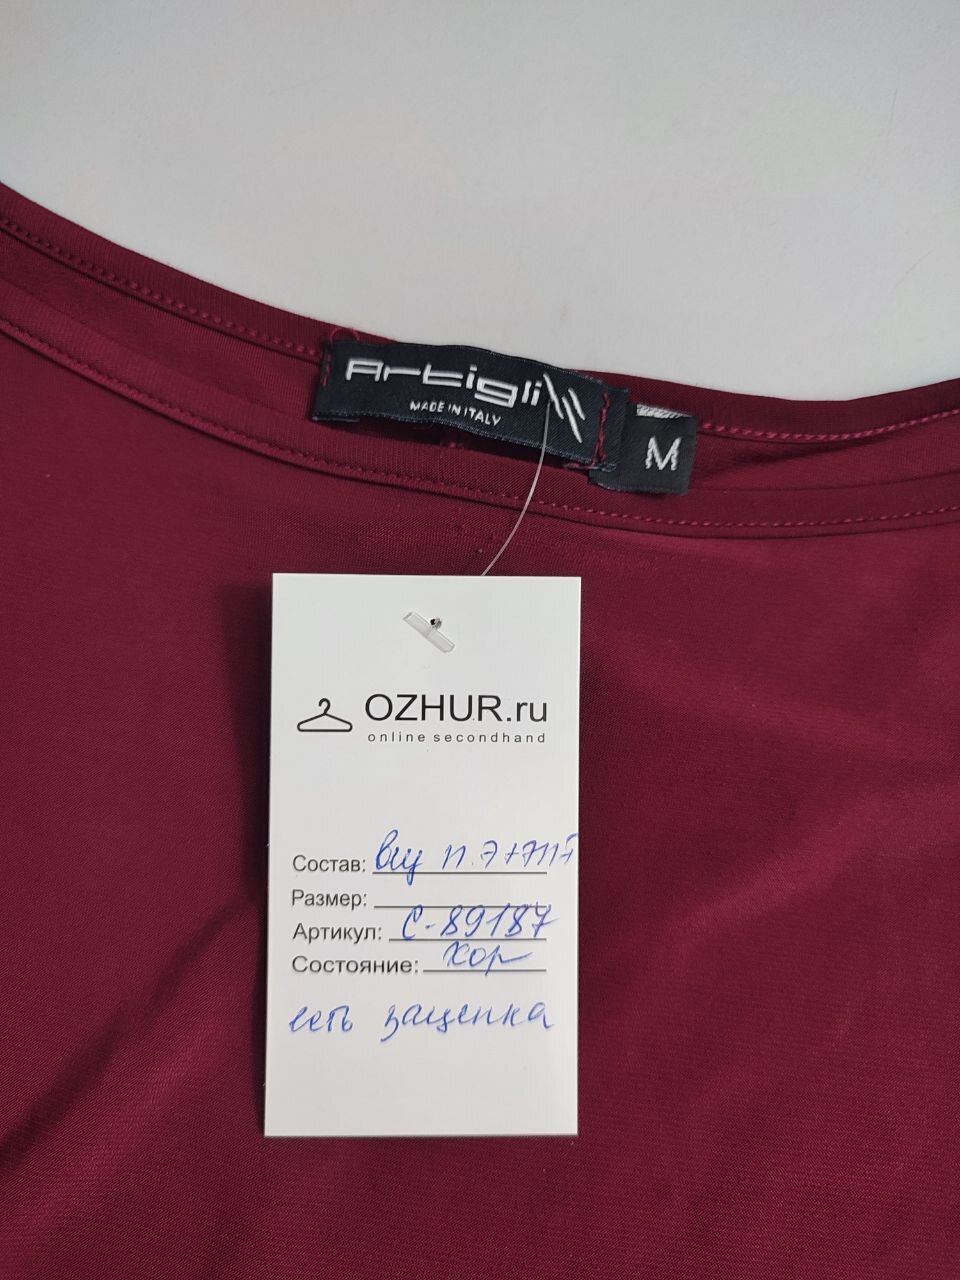 Artigli
MADE IN ITALY
M
OZHUR.ru
online secondhand
Состав:
Размер:
Артикул: С-89187
Состояние: хор
есть зацепка